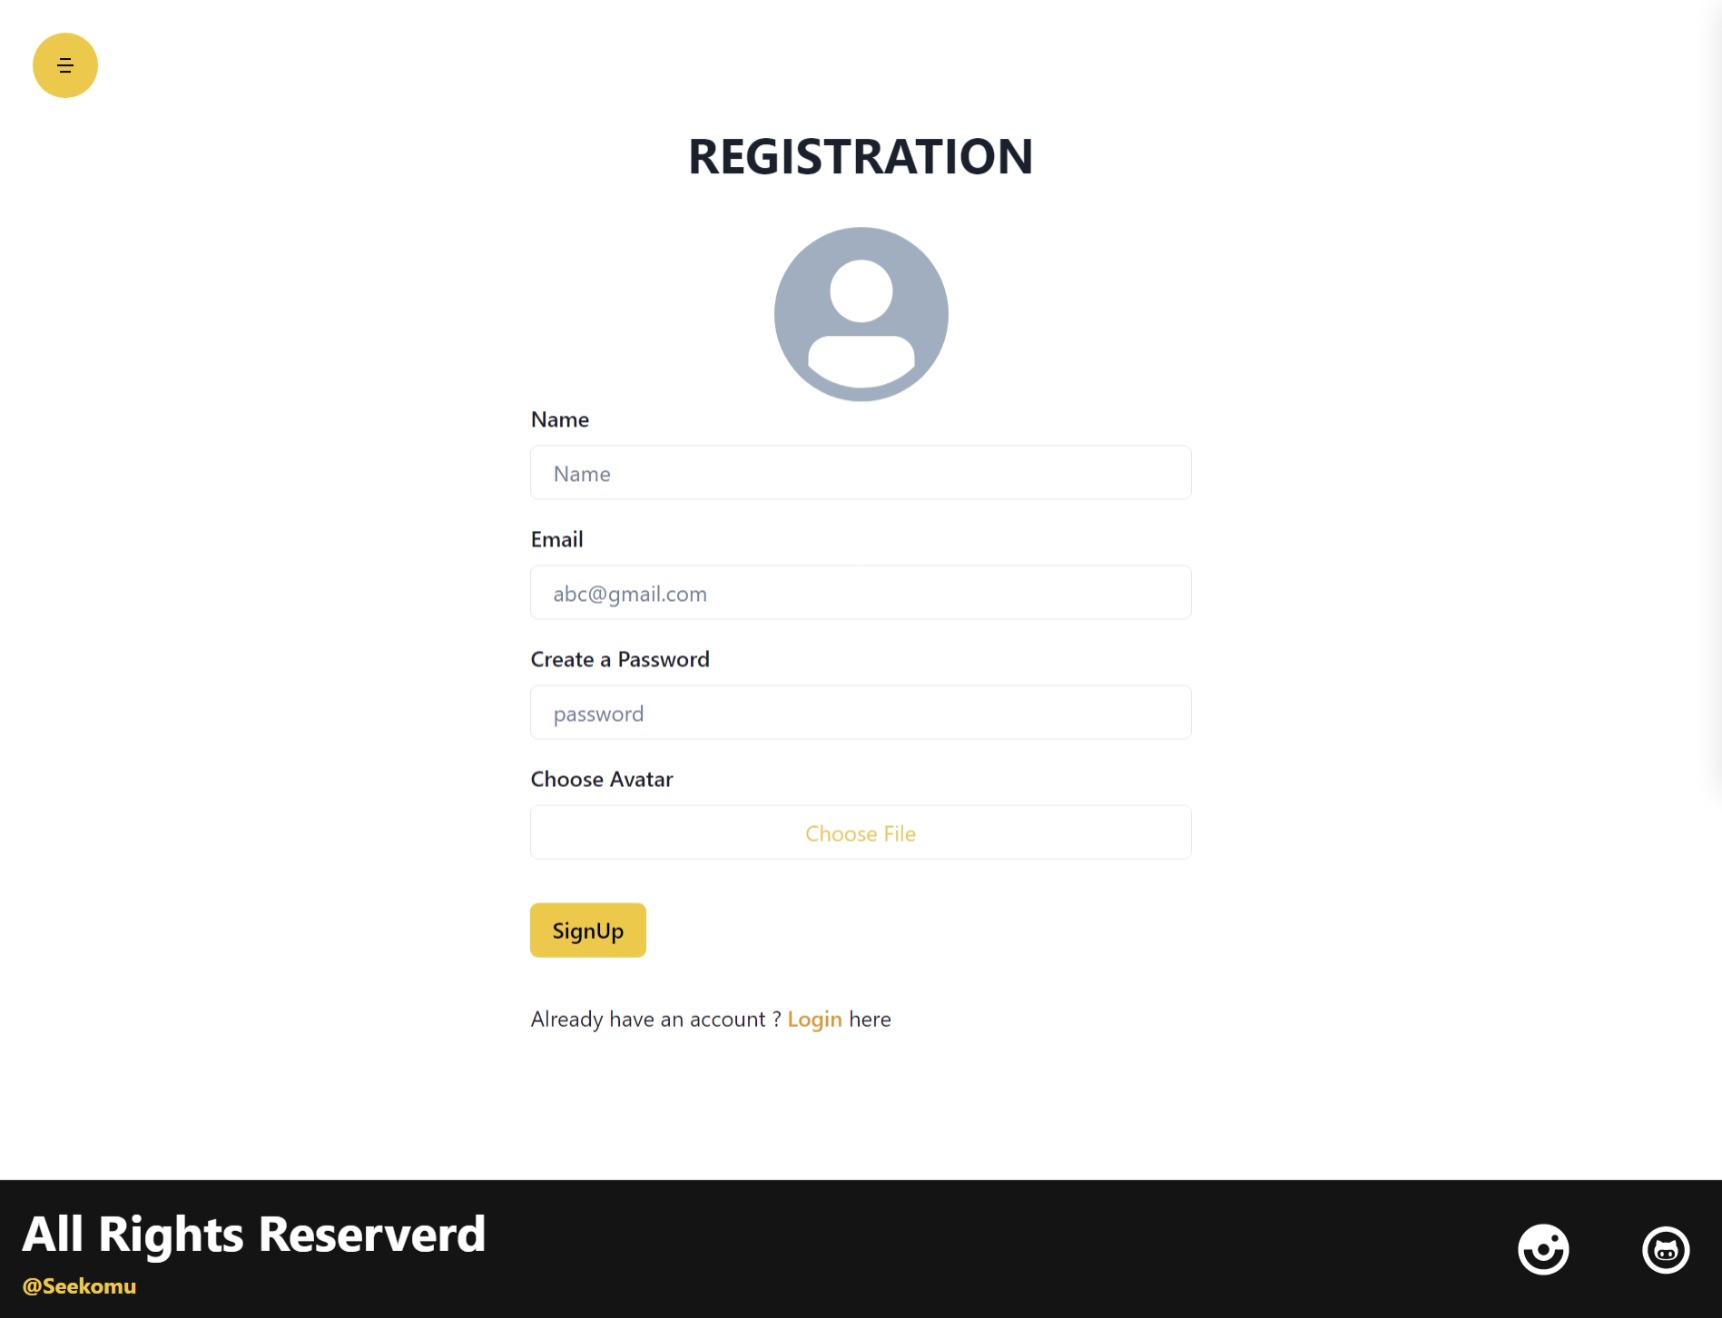 REGISTRATION
Name
Name
Email
abc@gmail.com
Create a Password
password
Choose Avatar
Choose File
SignUp
Already have an account ? Login here
All Rights Reserverd
@Seekomu